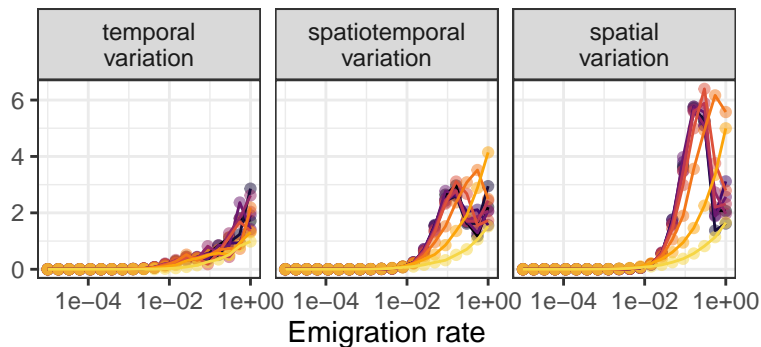 temporal
variation
spatiotemporal
variation
spatial
variation
6
4
2
0
1e−04 1e−02 1e+00 1e−04 1e−02 1e+00 1e−04 1e−02 1e+00
Emigration rate